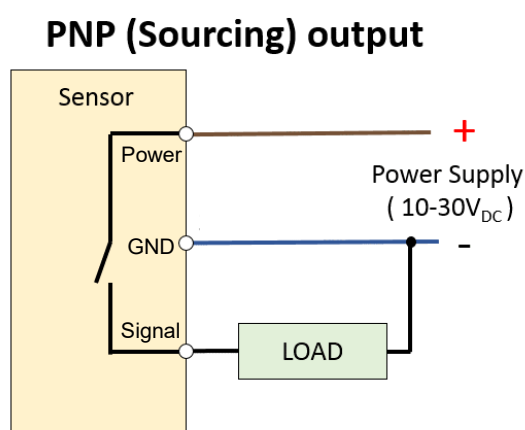 PNP (Sourcing) output
Sensor
Power
+
Power Supply
( 10-30VDC )
GND
-
Signal
LOAD